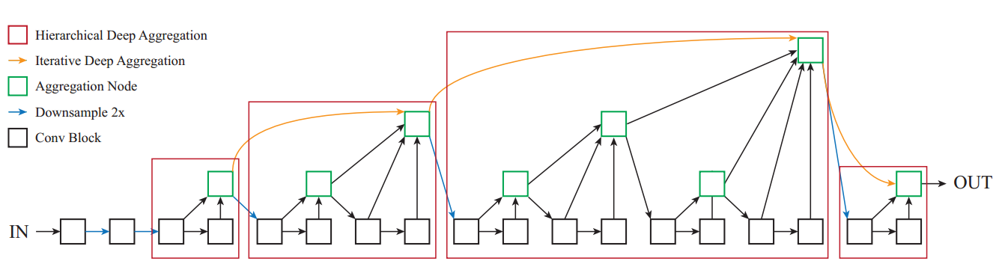 Hierarchical Deep Aggregation
Iterative Deep Aggregation
Aggregation Node
Downsample 2x
Conv Block
IN
OUT